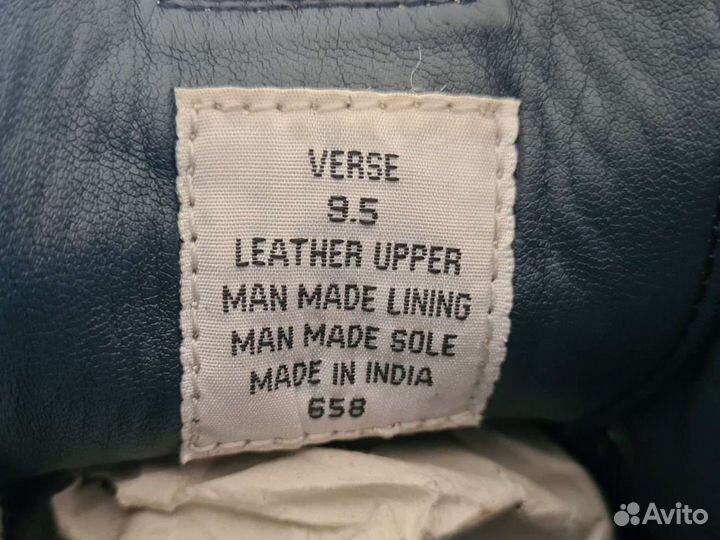 VERSE
9.5
LEATHER UPPER
MAN MADE LINING
MAN MADE SOLE
MADE IN INDIA
658
Avito